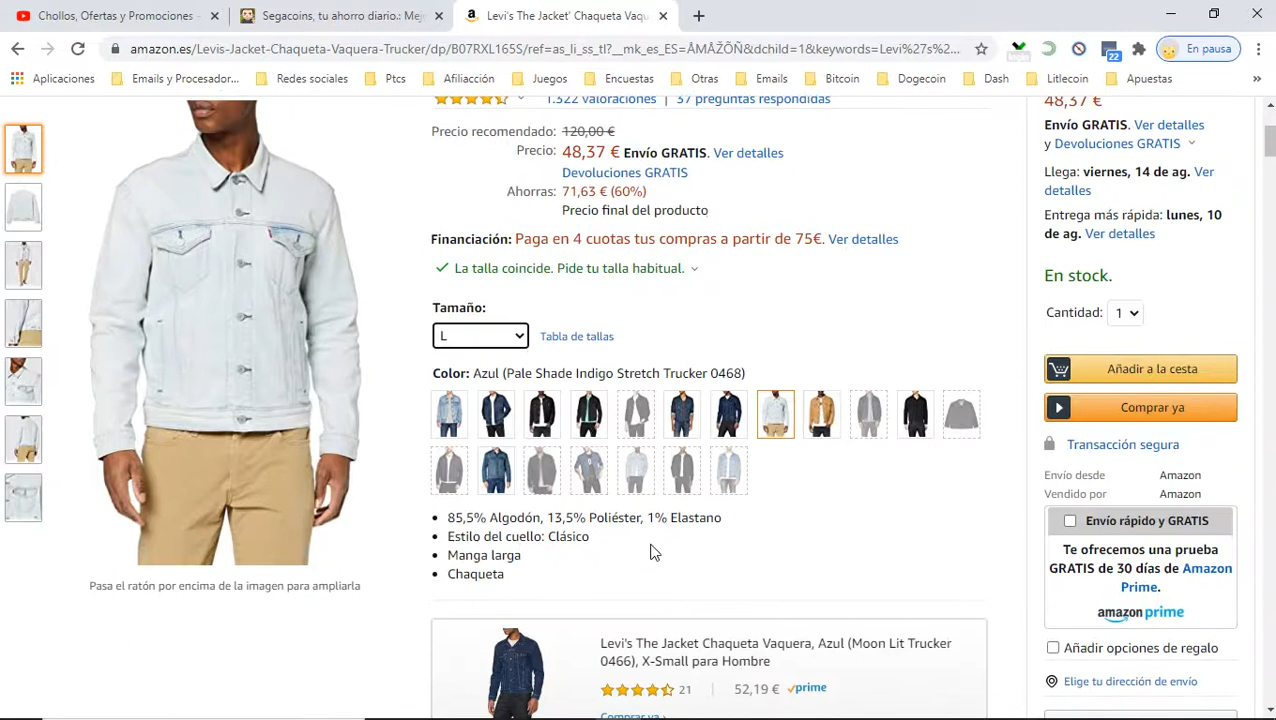 Chollos, Ofertas y Promociones -
Segacoins, tu ahorro diario.: Mej
Levi's The Jacket' Chaqueta Vaqu
amazon.es/Levis-Jacket-Chaqueta-Vaquera-Trucker/dp/B07RXL165S/ref=as_li_ss_tl?__mk_es_ES=ÅMÅŽÕÑ&dchild=1&keywords=Levi%27s%2...
22
En pausa
Aplicaciones
Emails y Procesador...
Redes sociales
Ptcs
Afiliacción
Juegos
Encuestas
Otras
Emails
Bitcoin
Dogecoin
Dash
Litlecoin
Apuestas
»
1.322 valoraciones | 37 preguntas respondidas
Precio recomendado: 120,00 €
Precio: 48,37 € Envío GRATIS. Ver detalles
Devoluciones GRATIS
Ahorras: 71,63 € (60%)
Precio final del producto
Financiación: Paga en 4 cuotas tus compras a partir de 75€. Ver detalles
La talla coincide. Pide tu talla habitual.
Tamaño:
L
Tabla de tallas
Color: Azul (Pale Shade Indigo Stretch Trucker 0468)
• 85,5% Algodón, 13,5% Poliéster, 1% Elastano
• Estilo del cuello: Clásico
• Manga larga
• Chaqueta
Pasa el ratón por encima de la imagen para ampliarla
Levi's The Jacket Chaqueta Vaquera, Azul (Moon Lit Trucker
0466), X-Small para Hombre
21 | 52,19 € prime
Comprar ya ›
48,37 €
Envío GRATIS. Ver detalles
y Devoluciones GRATIS
Llega: viernes, 14 de ag. Ver
detalles
Entrega más rápida: lunes, 10
de ag. Ver detalles
En stock.
Cantidad: 1
Añadir a la cesta
Comprar ya
Transacción segura
Envío desde Amazon
Vendido por Amazon
Envío rápido y GRATIS
Te ofrecemos una prueba
GRATIS de 30 días de Amazon
Prime.
amazon prime
Añadir opciones de regalo
Elige tu dirección de envío